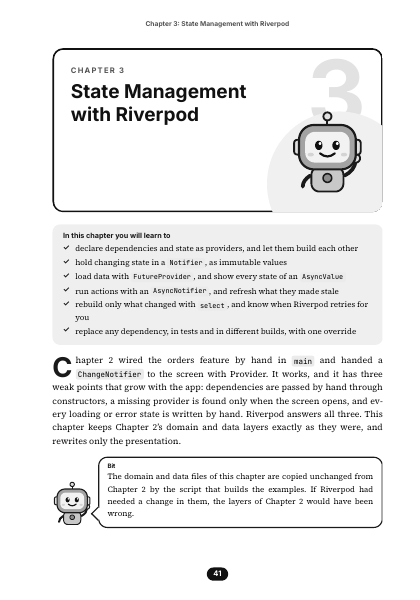 Chapter 3: State Management with Riverpod
CHAPTER 3
3
State Management
with Riverpod
In this chapter you will learn to
✓ declare dependencies and state as providers, and let them build each other
✓ hold changing state in a Notifier, as immutable values
✓ load data with FutureProvider, and show every state of an AsyncValue
✓ run actions with an AsyncNotifier, and refresh what they made stale
✓ rebuild only what changed with select, and know when Riverpod retries for
you
✓ replace any dependency, in tests and in different builds, with one override
Chapter 2 wired the orders feature by hand in main and handed a
ChangeNotifier to the screen with Provider. It works, and it has three
weak points that grow with the app: dependencies are passed by hand through
constructors, a missing provider is found only when the screen opens, and ev-
ery loading or error state is written by hand. Riverpod answers all three. This
chapter keeps Chapter 2's domain and data layers exactly as they were, and
rewrites only the presentation.
Bit
The domain and data files of this chapter are copied unchanged from
Chapter 2 by the script that builds the examples. If Riverpod had
needed a change in them, the layers of Chapter 2 would have been
wrong.
41